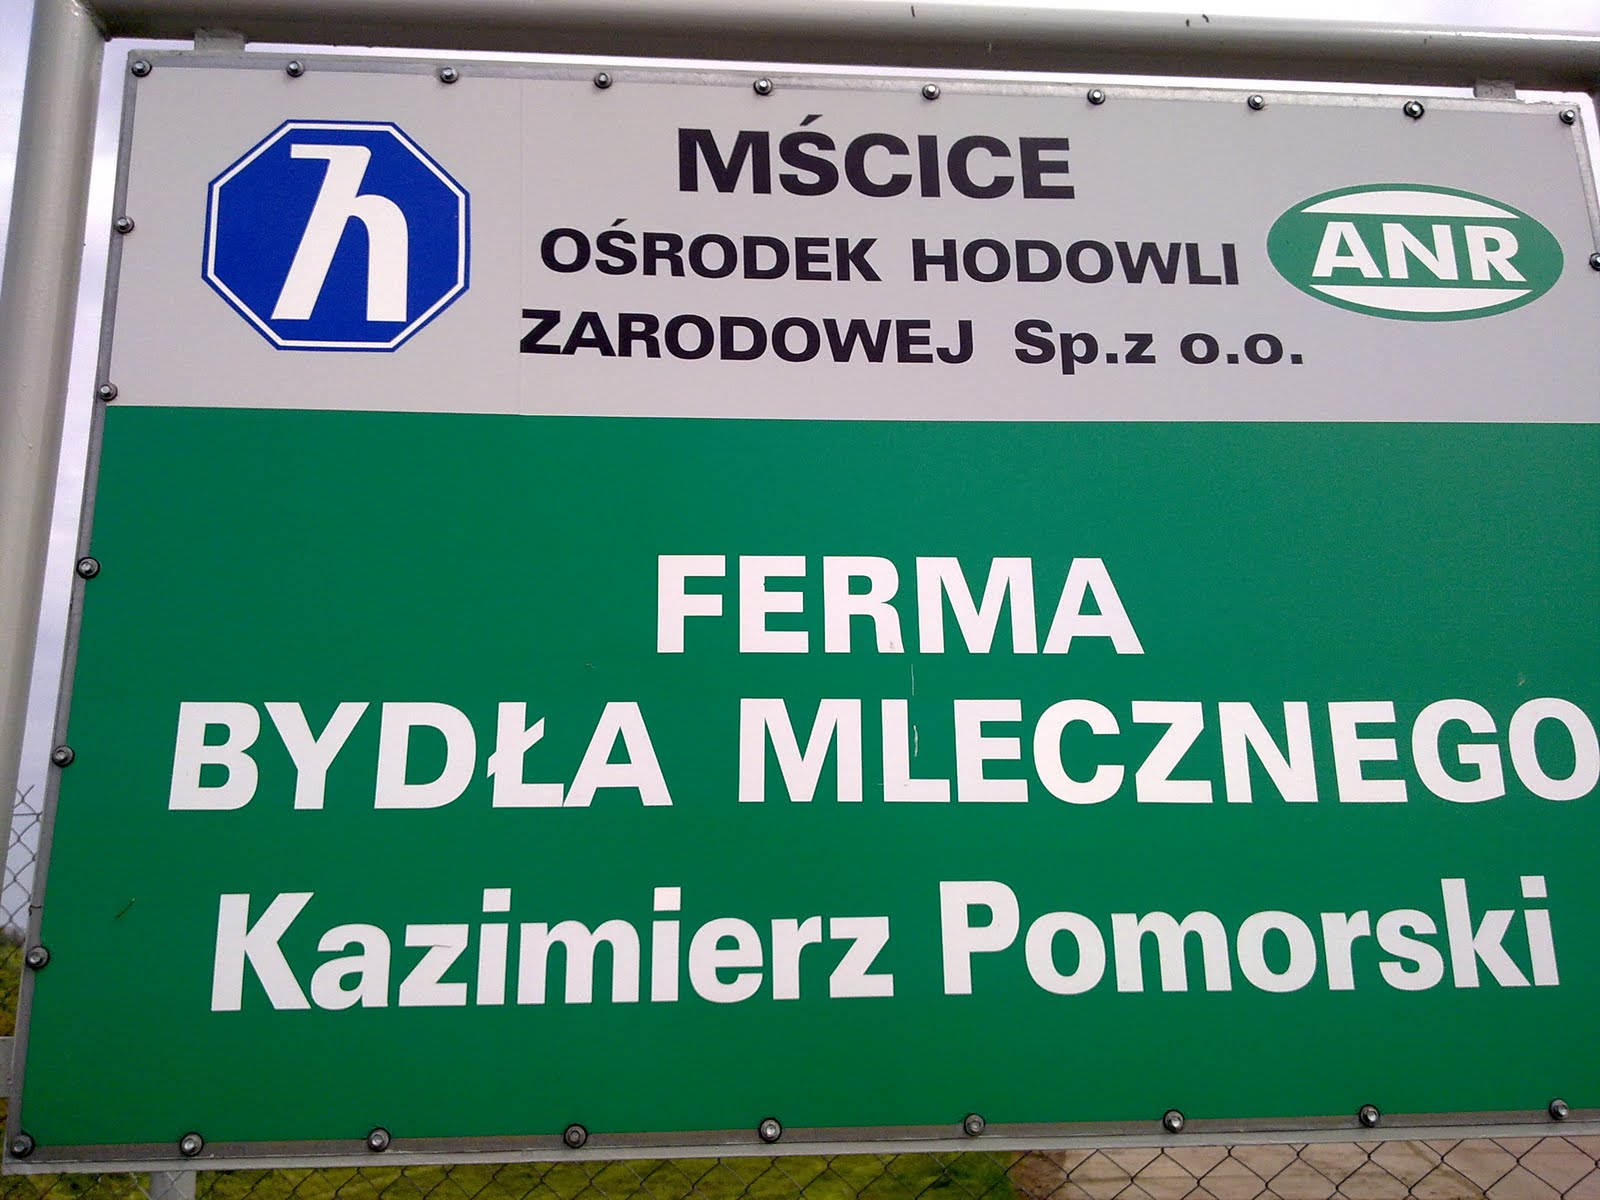 h
MŚCICE
OŚRODEK HODOWLI
ZARODOWEJ Sp.z o.o.
ANR
FERMA
BYDŁA MLECZNEGO
Kazimierz Pomorski